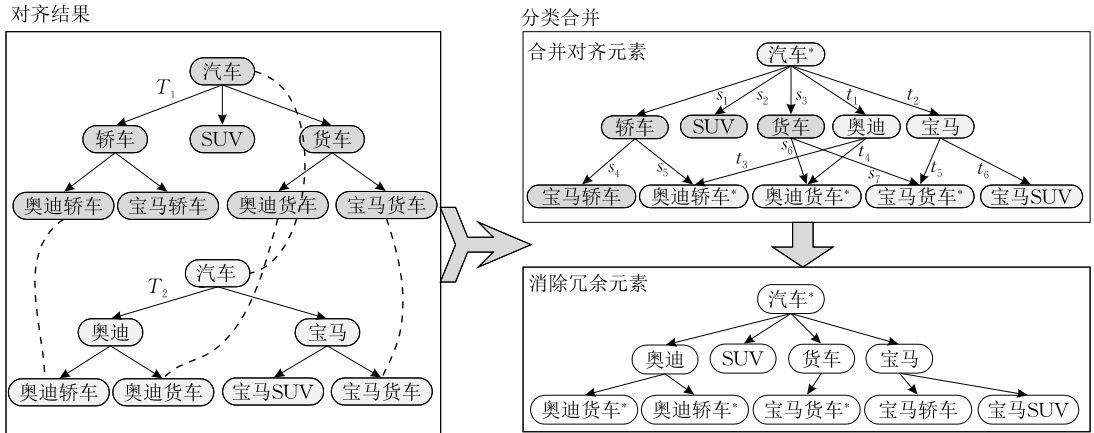 对齐结果
T1
汽车
轿车 SUV 货车
奥迪轿车 宝马轿车 奥迪货车 宝马货车
汽车
T2
奥迪 宝马
奥迪轿车 奥迪货车 宝马SUV 宝马货车
分类合并
合并对齐元素
汽车*
s1 s2 s3 t1 t2
轿车 SUV 货车 奥迪 宝马
s4 s5 t3 s6 t4 s7 t5 t6
宝马轿车 奥迪轿车* 奥迪货车* 宝马货车* 宝马SUV
消除冗余元素
汽车*
奥迪 SUV 货车 宝马
奥迪货车* 奥迪轿车* 宝马货车* 宝马轿车 宝马SUV